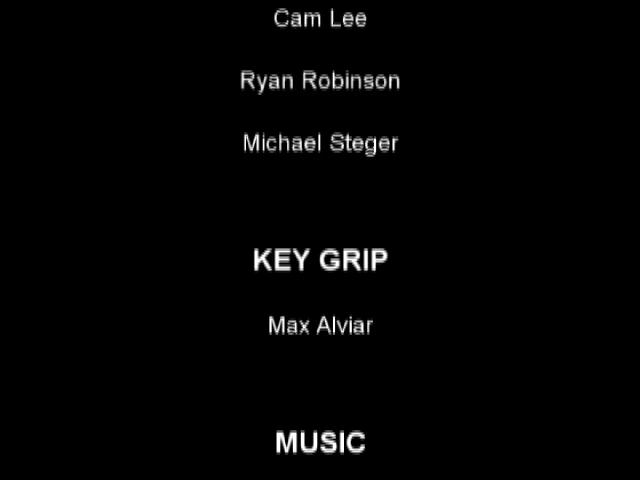 Cam Lee
Ryan Robinson
Michael Steger
KEY GRIP
Max Alviar
MUSIC